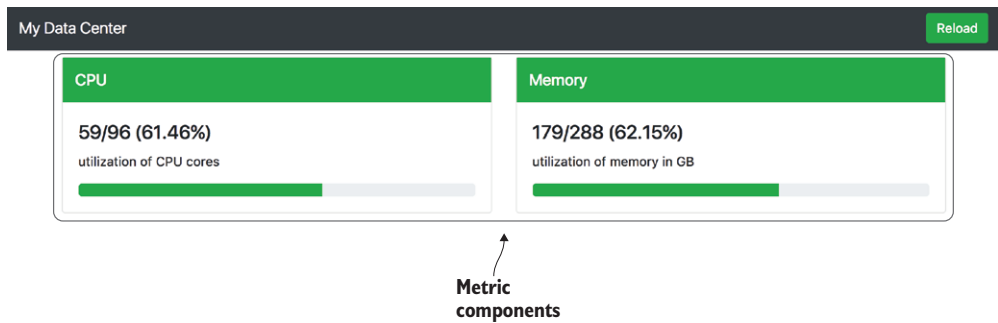 My Data Center
Reload
CPU
Memory
59/96 (61.46%)
179/288 (62.15%)
utilization of CPU cores
utilization of memory in GB
Metric
components